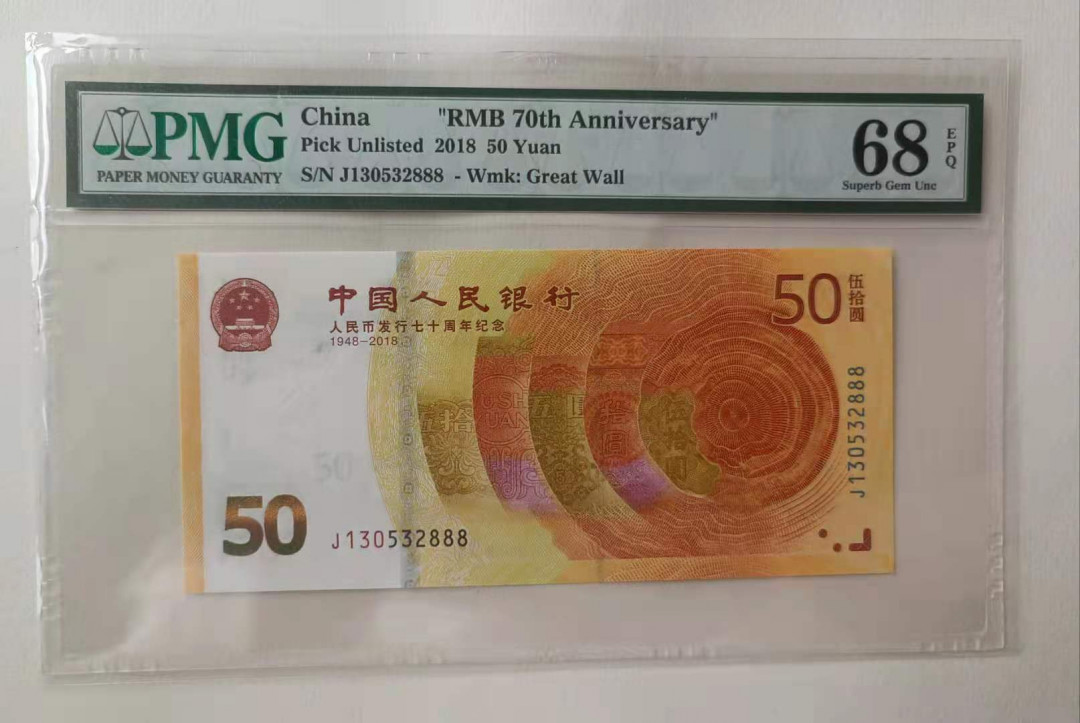 PMG
PAPER MONEY GUARANTY
China "RMB 70th Anniversary"
Pick Unlisted 2018 50 Yuan
S/N J130532888 - Wmk: Great Wall
68
EPQ
Superb Gem Unc
中国人民银行
人民币发行七十周年纪念
1948-2018
50
伍拾圆
J130532888
50
J130532888